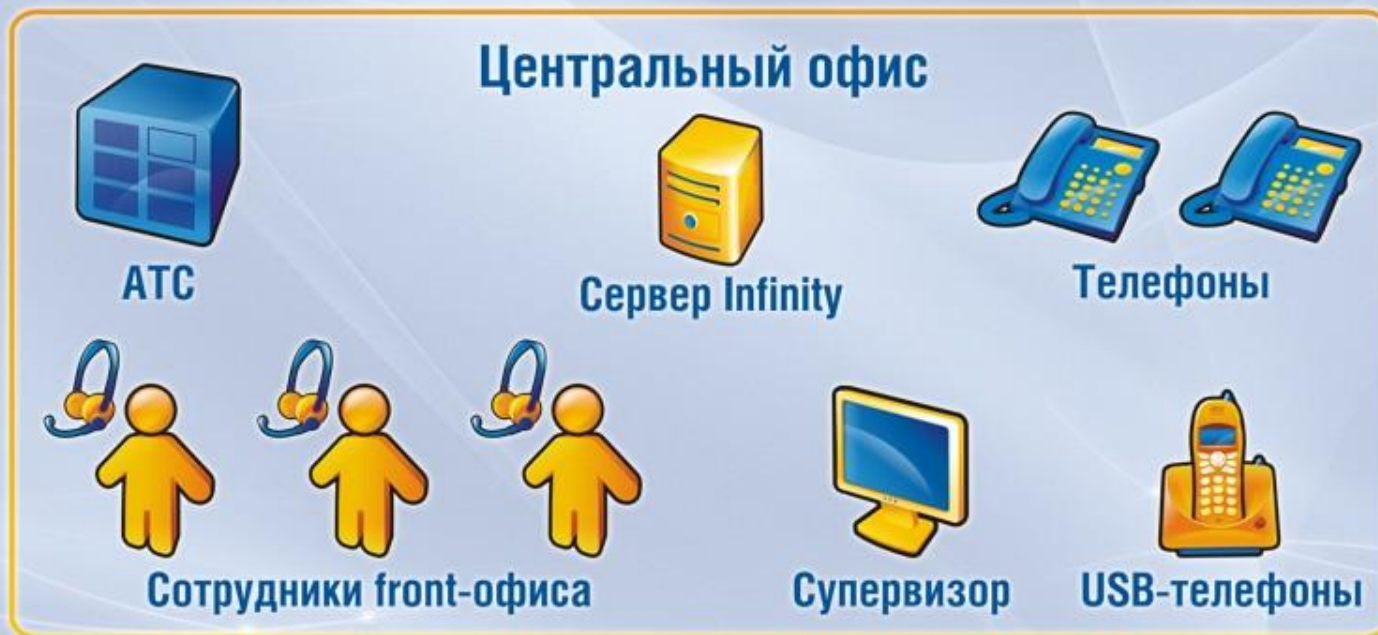 Центральный офис
АТС
Сервер Infinity
Телефоны
Сотрудники front-офиса
Супервизор
USB-телефоны